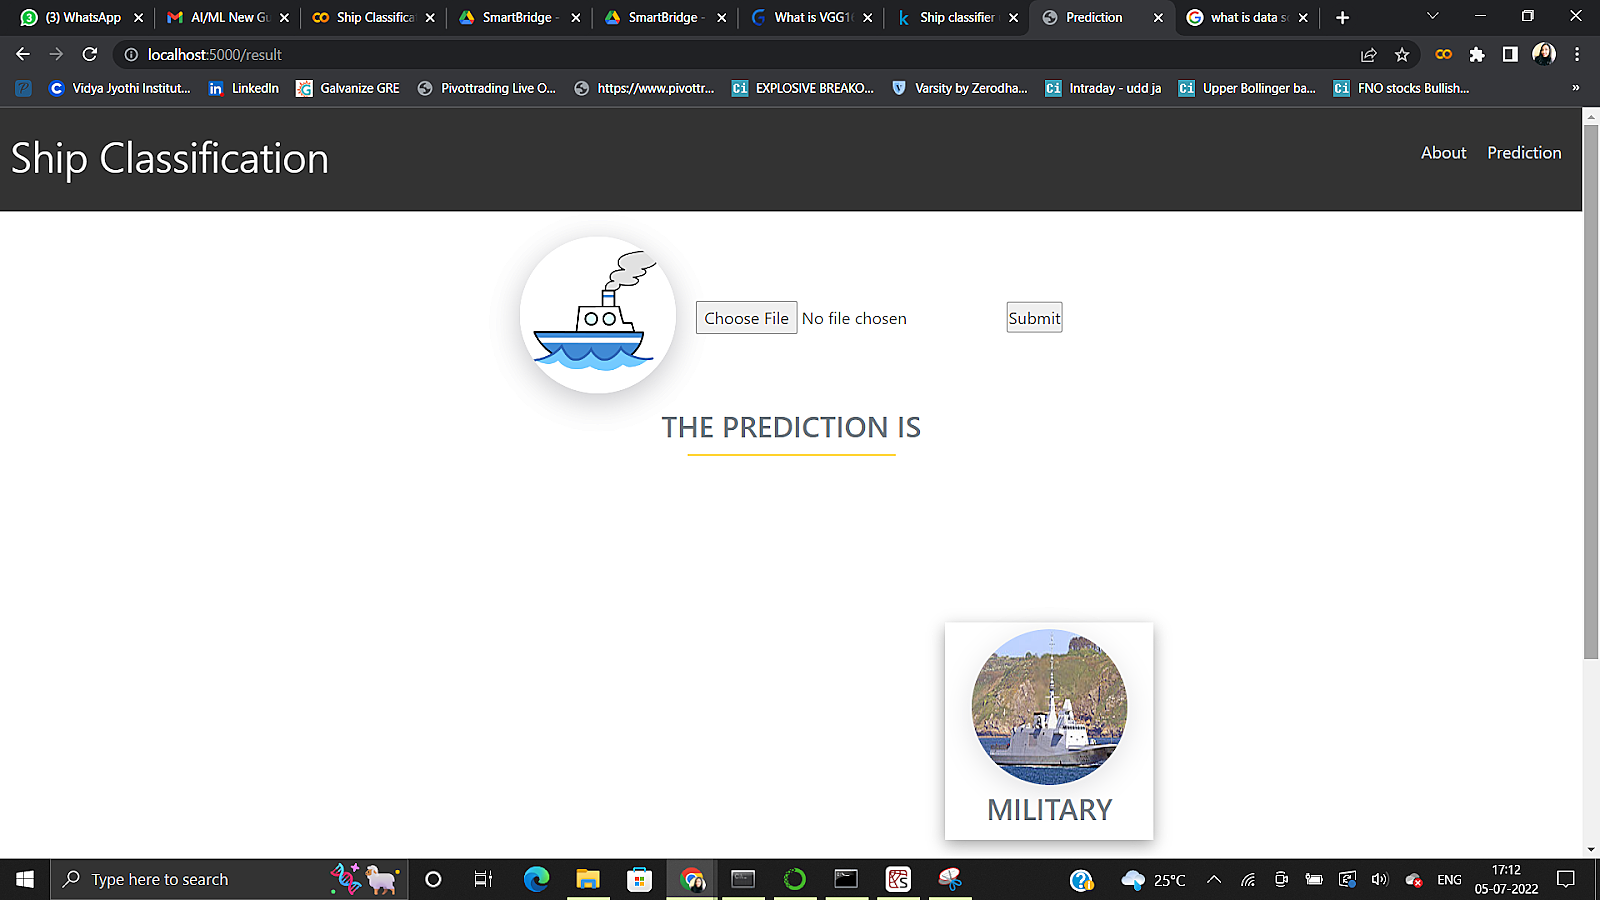 (3) WhatsApp
AI/ML New Gu
Ship Classificat
SmartBridge -
SmartBridge -
What is VGG16
Ship classifier
Prediction
what is data s
localhost:5000/result
Vidya Jyothi Institut...
LinkedIn
Galvanize GRE
Pivottrading Live O...
https://www.pivottr...
EXPLOSIVE BREAKO...
Varsity by Zerodha...
Intraday - udd ja
Upper Bollinger ba...
FNO stocks Bullish...
»
Ship Classification
About
Prediction
Choose File No file chosen
Submit
THE PREDICTION IS
MILITARY
Type here to search
25°C
ENG
17:12
05-07-2022